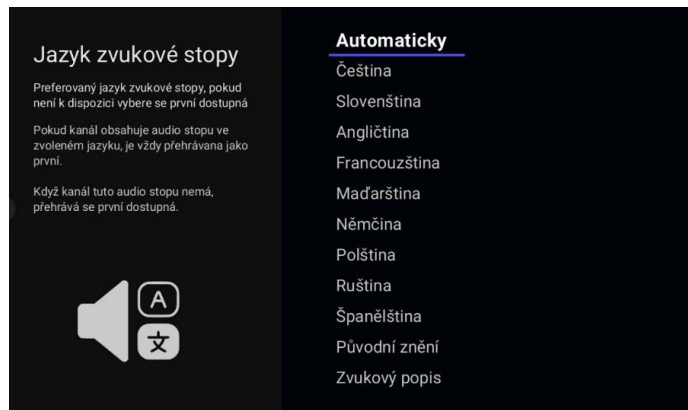 Jazyk zvukové stopy
Preferovaný jazyk zvukové stopy, pokud
není k dispozici vybere se první dostupná
Pokud kanál obsahuje audio stopu ve
zvoleném jazyku, je vždy přehrávana jako
první.
Když kanál tuto audio stopu nemá,
přehrává se první dostupná.
A
文
Automaticky
Čeština
Slovenština
Angličtina
Francouzština
Maďarština
Němčina
Polština
Ruština
Španělština
Původní znění
Zvukový popis